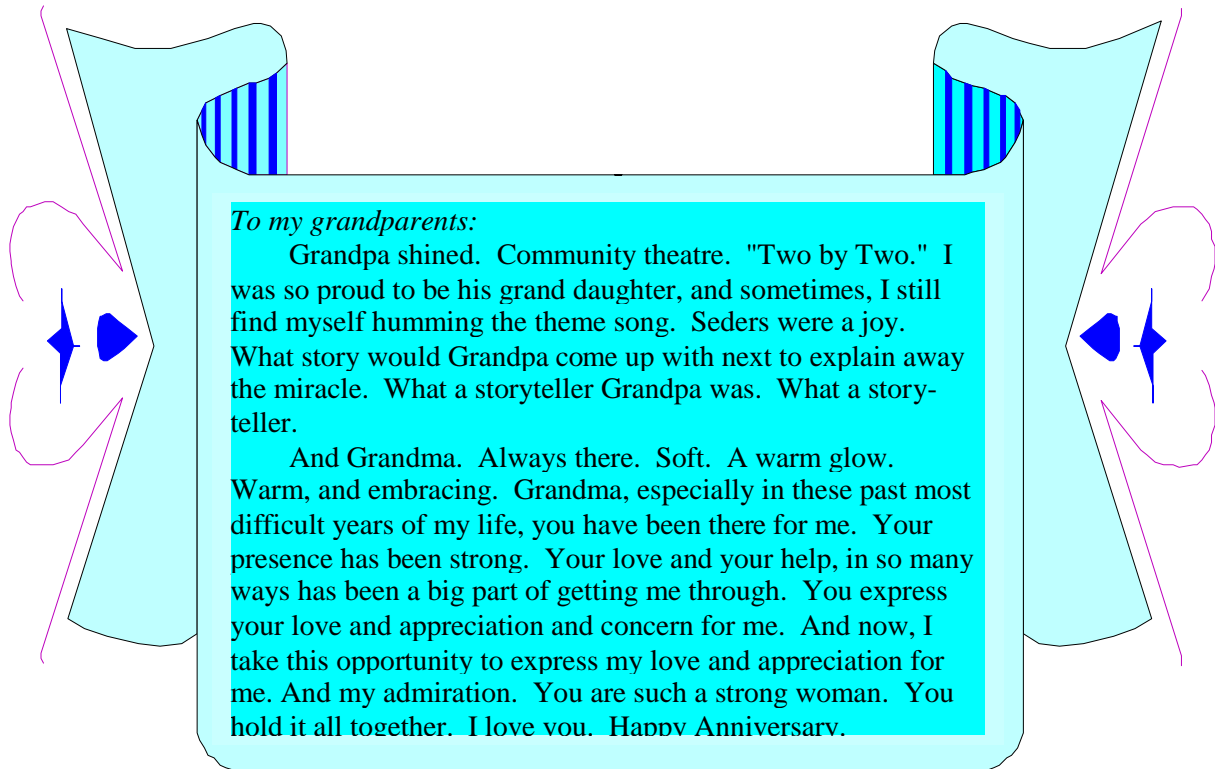 To my grandparents:
Grandpa shined.  Community theatre.  "Two by Two."  I
was so proud to be his grand daughter, and sometimes, I still
find myself humming the theme song.  Seders were a joy.
What story would Grandpa come up with next to explain away
the miracle.  What a storyteller Grandpa was.  What a story-
teller.
And Grandma.  Always there.  Soft.  A warm glow.
Warm, and embracing.  Grandma, especially in these past most
difficult years of my life, you have been there for me.  Your
presence has been strong.  Your love and your help, in so many
ways has been a big part of getting me through.  You express
your love and appreciation and concern for me.  And now, I
take this opportunity to express my love and appreciation for
me. And my admiration.  You are such a strong woman.  You
hold it all together.  I love you.  Happy Anniversary.